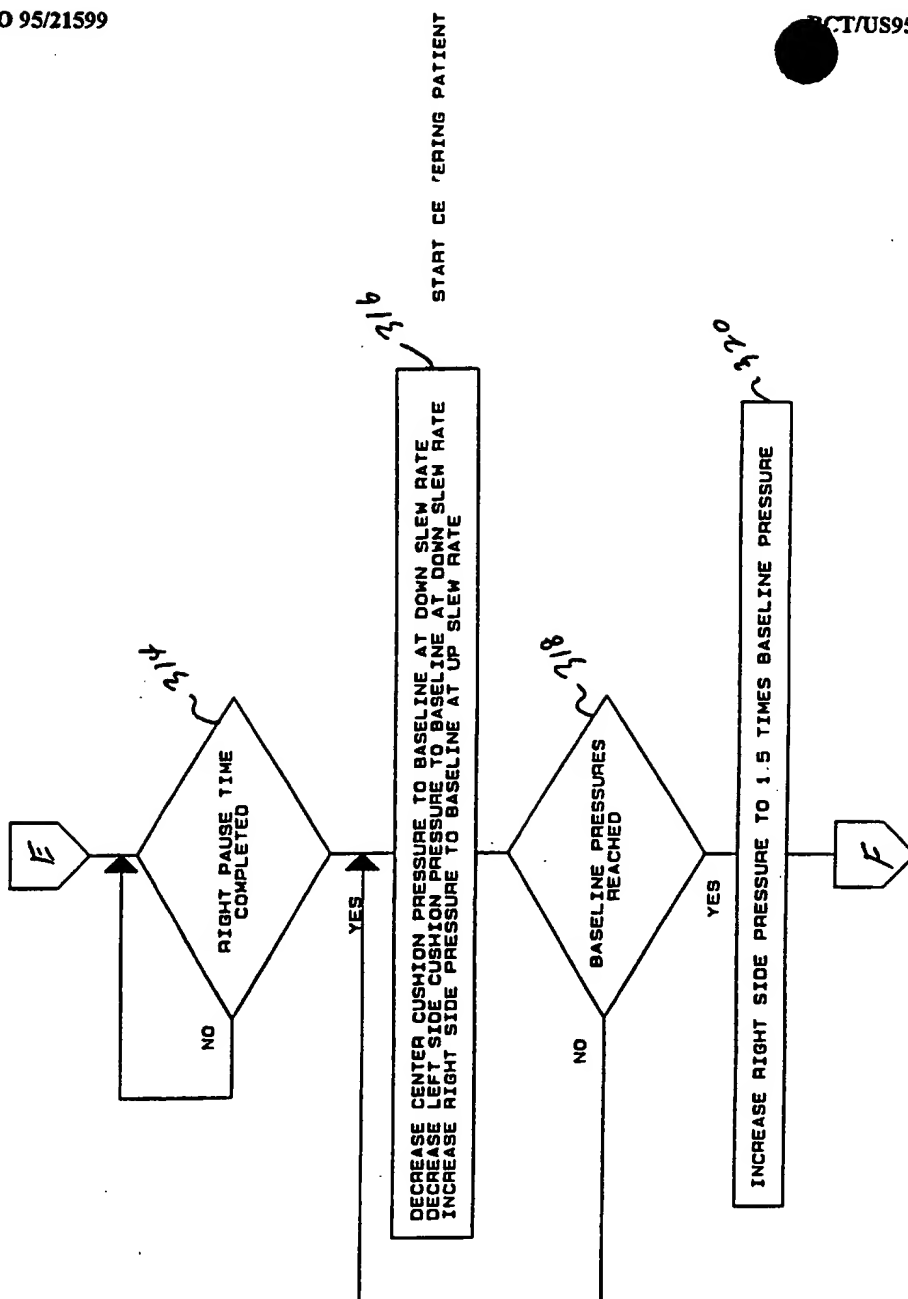 O 95/21599
PCT/US95
E
314
RIGHT PAUSE TIME
COMPLETED
NO
YES
316
DECREASE CENTER CUSHION PRESSURE TO BASELINE AT DOWN SLEW RATE
DECREASE LEFT SIDE CUSHION PRESSURE TO BASELINE AT DOWN SLEW RATE
INCREASE RIGHT SIDE PRESSURE TO BASELINE AT UP SLEW RATE
START CE ERING PATIENT
318
BASELINE PRESSURES
REACHED
NO
YES
320
INCREASE RIGHT SIDE PRESSURE TO 1.5 TIMES BASELINE PRESSURE
F